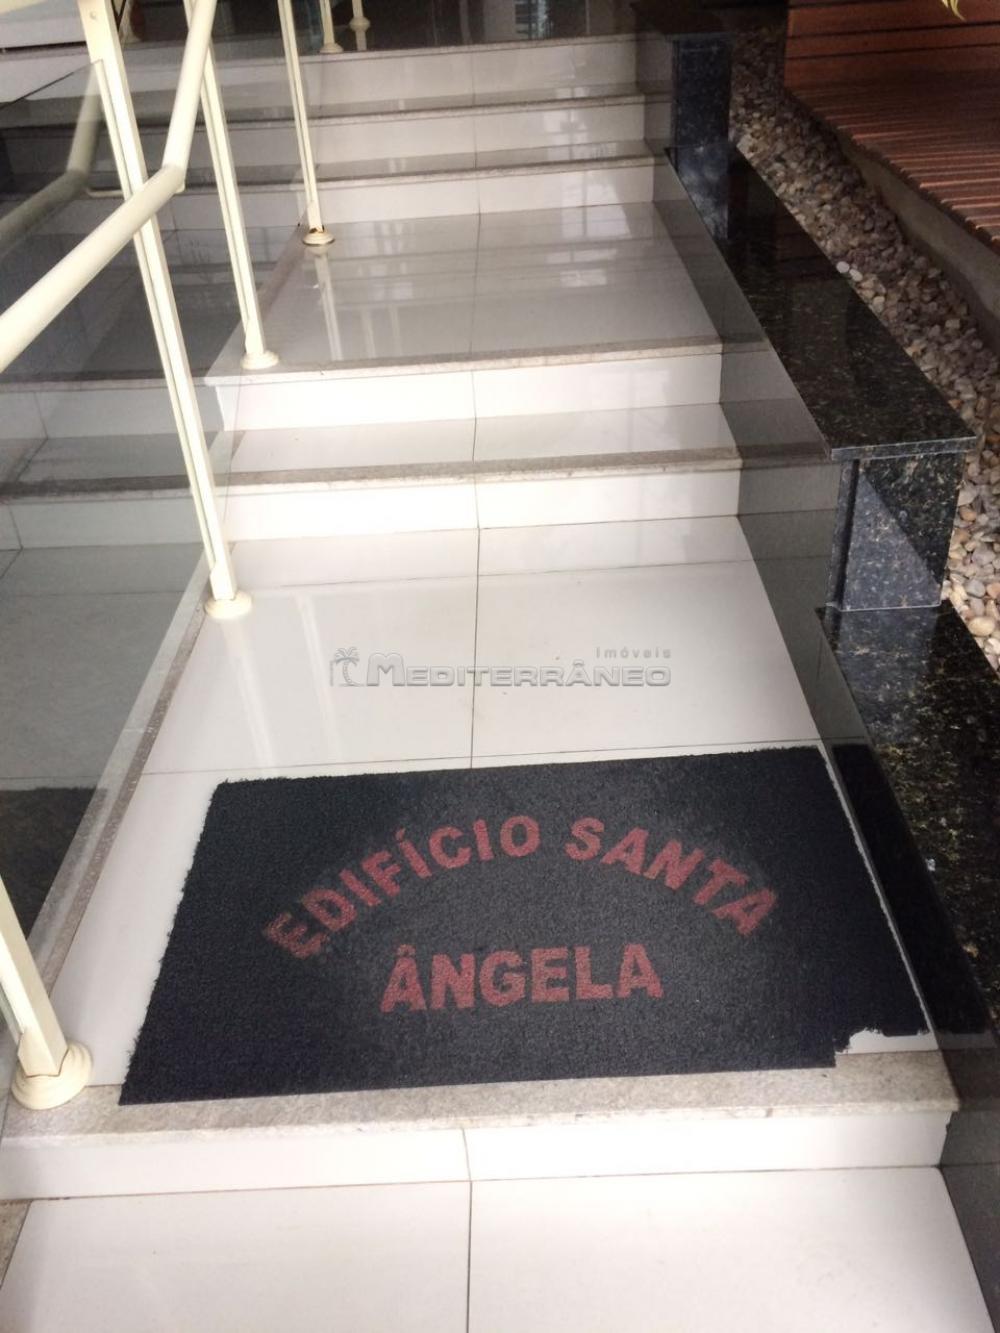 Imóveis
MEDITERRÂNEO
EDIFÍCIO SANTA
ÂNGELA